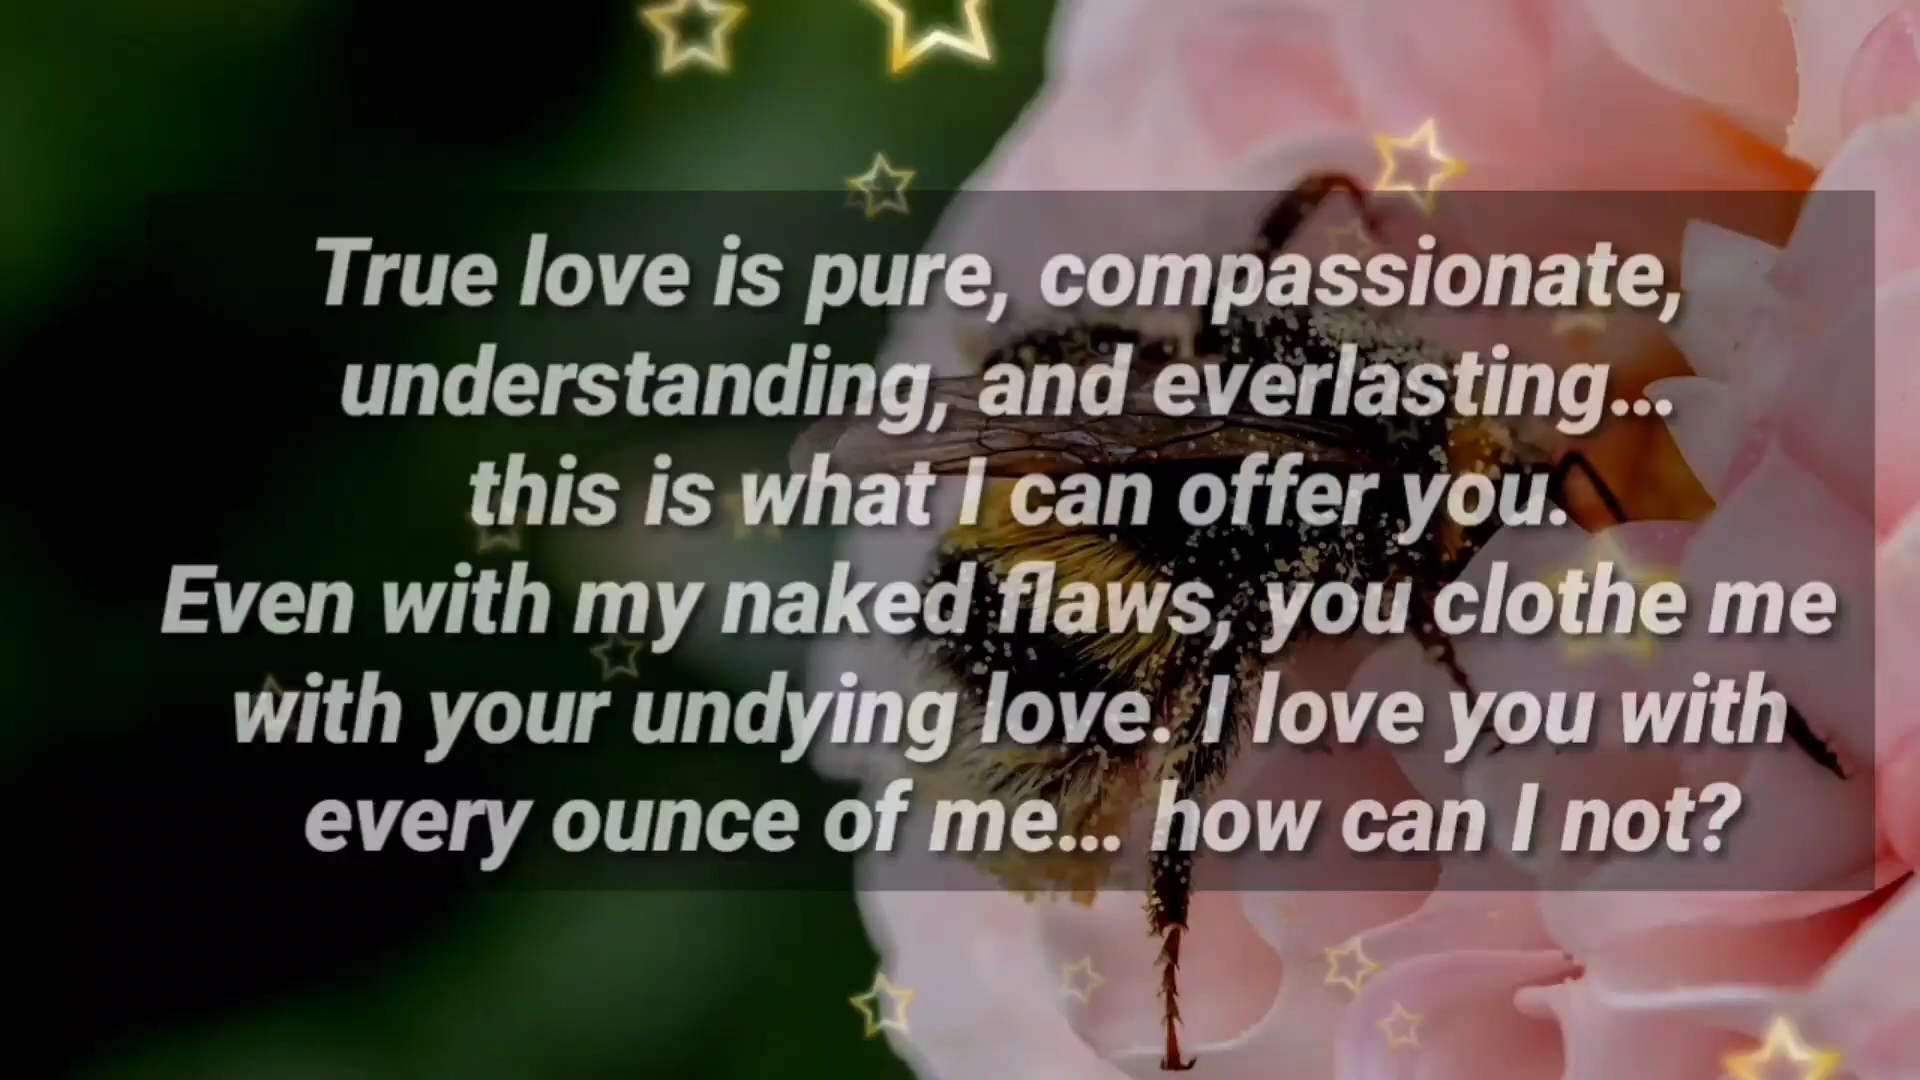 True love is pure, compassionate,
understanding, and everlasting...
this is what I can offer you.
Even with my naked flaws, you clothe me
with your undying love. I love you with
every ounce of me... how can I not?